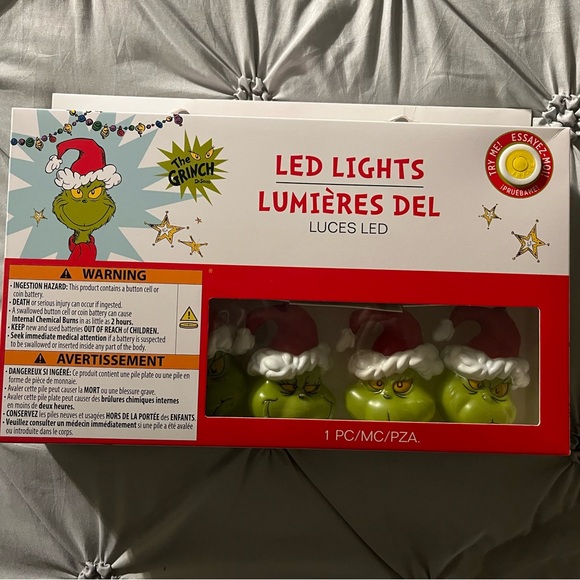 The
GRINCH
Dr. Seuss
LED LIGHTS
LUMIÈRES DEL
LUCES LED
TRY ME! ESSAYEZ-MOI!
¡PRUÉBAME!
WARNING
• INGESTION HAZARD: This product contains a button cell or
coin battery.
• DEATH or serious injury can occur if ingested.
• A swallowed button cell or coin battery can cause
Internal Chemical Burns in as little as 2 hours.
• KEEP new and used batteries OUT OF REACH of CHILDREN.
• Seek immediate medical attention if a battery is suspected
to be swallowed or inserted inside any part of the body.
AVERTISSEMENT
• DANGEREUX SI INGÉRÉ: Ce produit contient une pile plate ou une pile en
forme de pièce de monnaie.
• Avaler cette pile peut causer la MORT ou une blessure grave.
• Avaler cette pile plate peut causer des brûlures chimiques internes
en moins de deux heures.
• CONSERVEZ les piles neuves et usagées HORS DE LA PORTÉE des ENFANTS.
• Veuillez consulter un médecin immédiatement si une pile a été avalée
ou introduite dans le corps.
1 PC/MC/PZA.